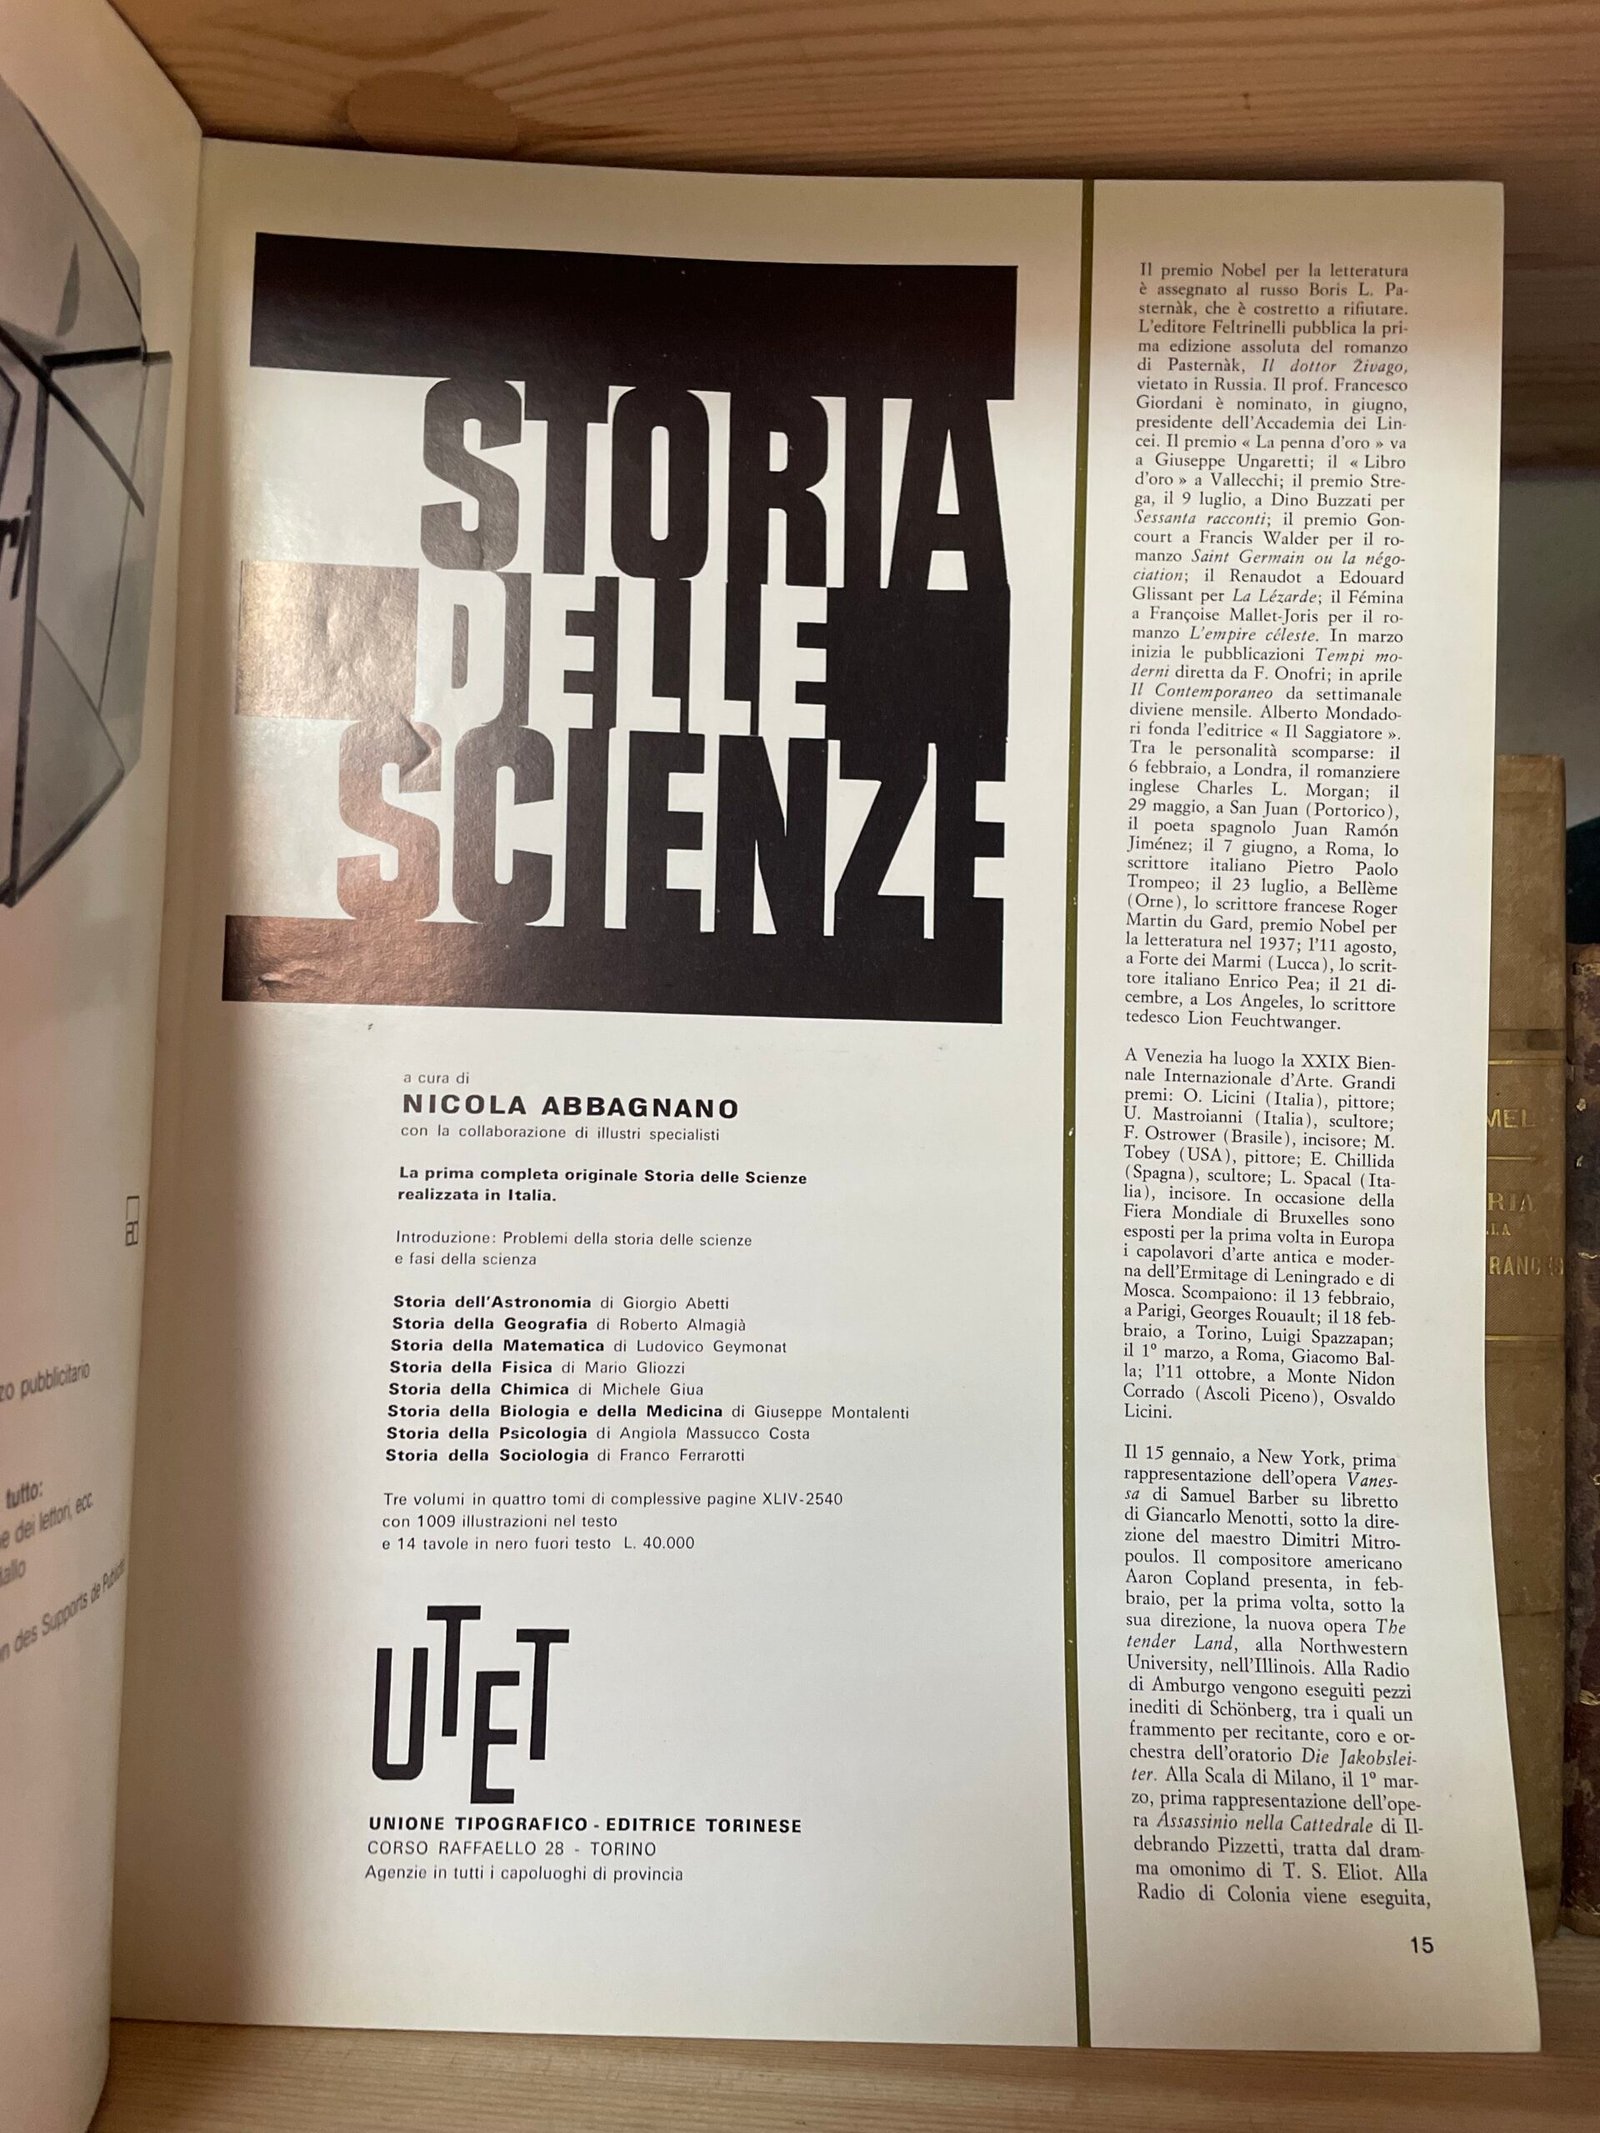 ri
zo pubblicitario
tutto:
ne dei lettori, ecc.
n des Supports de Public
STORIA
DELLE
SCIENZE
a cura di
NICOLA ABBAGNANO
con la collaborazione di illustri specialisti
La prima completa originale Storia delle Scienze
realizzata in Italia.
Introduzione: Problemi della storia delle scienze
e fasi della scienza
Storia dell'Astronomia di Giorgio Abetti
Storia della Geografia di Roberto Almagià
Storia della Matematica di Ludovico Geymonat
Storia della Fisica di Mario Gliozzi
Storia della Chimica di Michele Giua
Storia della Biologia e della Medicina di Giuseppe Montalenti
Storia della Psicologia di Angiola Massucco Costa
Storia della Sociologia di Franco Ferrarotti
Tre volumi in quattro tomi di complessive pagine XLIV-2540
con 1009 illustrazioni nel testo
e 14 tavole in nero fuori testo L. 40.000
UTET
UNIONE TIPOGRAFICO - EDITRICE TORINESE
CORSO RAFFAELLO 28 - TORINO
Agenzie in tutti i capoluoghi di provincia
Il premio Nobel per la letteratura
è assegnato al russo Boris L. Pa-
sternàk, che è costretto a rifiutare.
L'editore Feltrinelli pubblica la pri-
ma edizione assoluta del romanzo
di Pasternàk, Il dottor Živago,
vietato in Russia. Il prof. Francesco
Giordani è nominato, in giugno,
presidente dell'Accademia dei Lin-
cei. Il premio « La penna d'oro » va
a Giuseppe Ungaretti; il « Libro
d'oro » a Vallecchi; il premio Stre-
ga, il 9 luglio, a Dino Buzzati per
Sessanta racconti; il premio Gon-
court a Francis Walder per il ro-
manzo Saint Germain ou la négo-
ciation; il Renaudot a Edouard
Glissant per La Lézarde; il Fémina
a Françoise Mallet-Joris per il ro-
manzo L'empire céleste. In marzo
inizia le pubblicazioni Tempi mo-
derni diretta da F. Onofri; in aprile
Il Contemporaneo da settimanale
diviene mensile. Alberto Mondado-
ri fonda l'editrice « Il Saggiatore ».
Tra le personalità scomparse: il
6 febbraio, a Londra, il romanziere
inglese Charles L. Morgan; il
29 maggio, a San Juan (Portorico),
il poeta spagnolo Juan Ramón
Jiménez; il 7 giugno, a Roma, lo
scrittore italiano Pietro Paolo
Trompeo; il 23 luglio, a Bellème
(Orne), lo scrittore francese Roger
Martin du Gard, premio Nobel per
la letteratura nel 1937; l'11 agosto,
a Forte dei Marmi (Lucca), lo scrit-
tore italiano Enrico Pea; il 21 di-
cembre, a Los Angeles, lo scrittore
tedesco Lion Feuchtwanger.
A Venezia ha luogo la XXIX Bien-
nale Internazionale d'Arte. Grandi
premi: O. Licini (Italia), pittore;
U. Mastroianni (Italia), scultore;
F. Ostrower (Brasile), incisore; M.
Tobey (USA), pittore; E. Chillida
(Spagna), scultore; L. Spacal (Ita-
lia), incisore. In occasione della
Fiera Mondiale di Bruxelles sono
esposti per la prima volta in Europa
i capolavori d'arte antica e moder-
na dell'Ermitage di Leningrado e di
Mosca. Scompaiono: il 13 febbraio,
a Parigi, Georges Rouault; il 18 feb-
braio, a Torino, Luigi Spazzapan;
il 1° marzo, a Roma, Giacomo Bal-
la; l'11 ottobre, a Monte Nidon
Corrado (Ascoli Piceno), Osvaldo
Licini.
Il 15 gennaio, a New York, prima
rappresentazione dell'opera Vanes-
sa di Samuel Barber su libretto
di Giancarlo Menotti, sotto la dire-
zione del maestro Dimitri Mitro-
poulos. Il compositore americano
Aaron Copland presenta, in feb-
braio, per la prima volta, sotto la
sua direzione, la nuova opera The
tender Land, alla Northwestern
University, nell'Illinois. Alla Radio
di Amburgo vengono eseguiti pezzi
inediti di Schönberg, tra i quali un
frammento per recitante, coro e or-
chestra dell'oratorio Die Jakobslei-
ter. Alla Scala di Milano, il 1° mar-
zo, prima rappresentazione dell'ope-
ra Assassinio nella Cattedrale di Il-
debrando Pizzetti, tratta dal dram-
ma omonimo di T. S. Eliot. Alla
Radio di Colonia viene eseguita,
15
MEL
RIA
LLA
RANCES